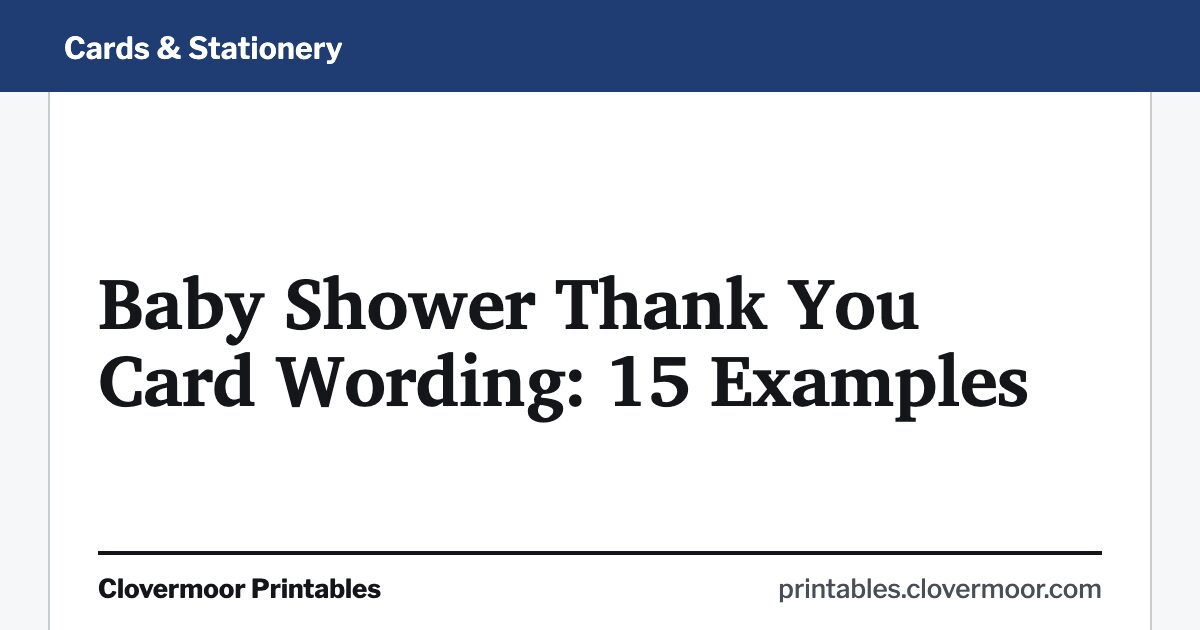 Cards & Stationery
Baby Shower Thank You
Card Wording: 15 Examples
Clovermoor Printables
printables.clovermoor.com